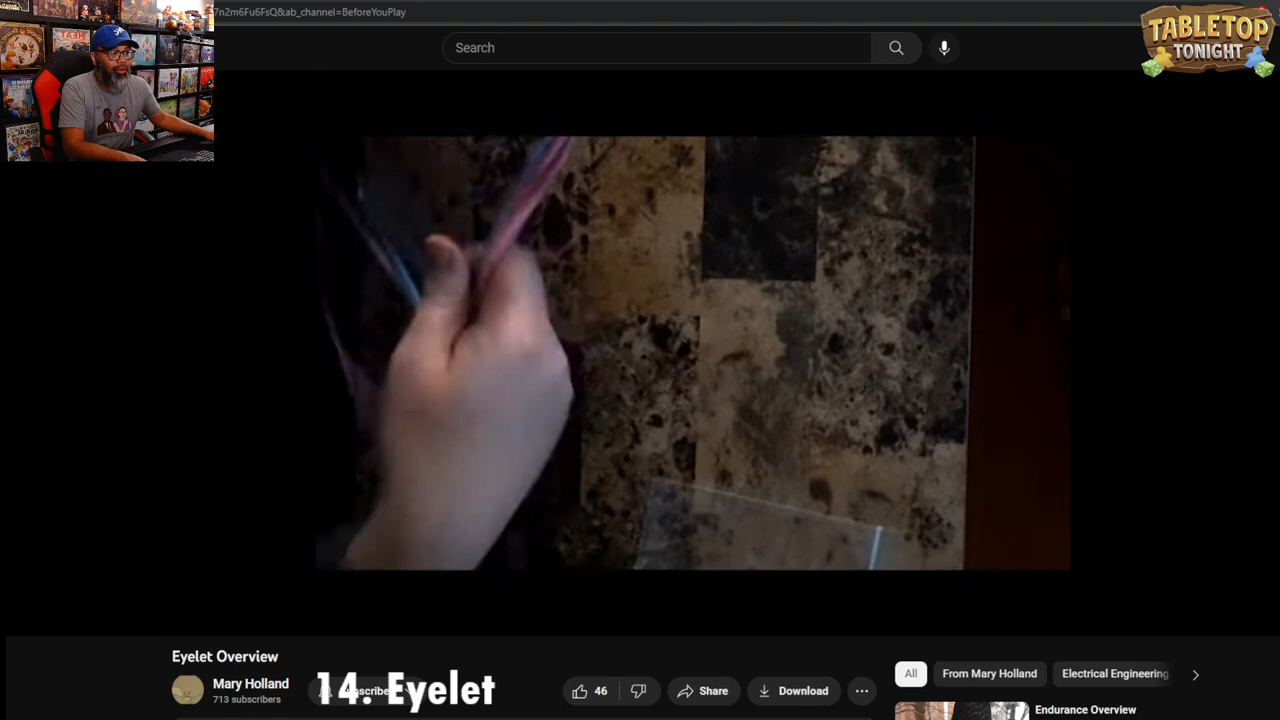 7n2m6Fu6FsQ&ab_channel=BeforeYouPlay
Search
TABLETOP
TONIGHT
Eyelet Overview
Mary Holland
713 subscribers
14. Eyelet
46
Share
Download
All
From Mary Holland
Electrical Engineering
Endurance Overview